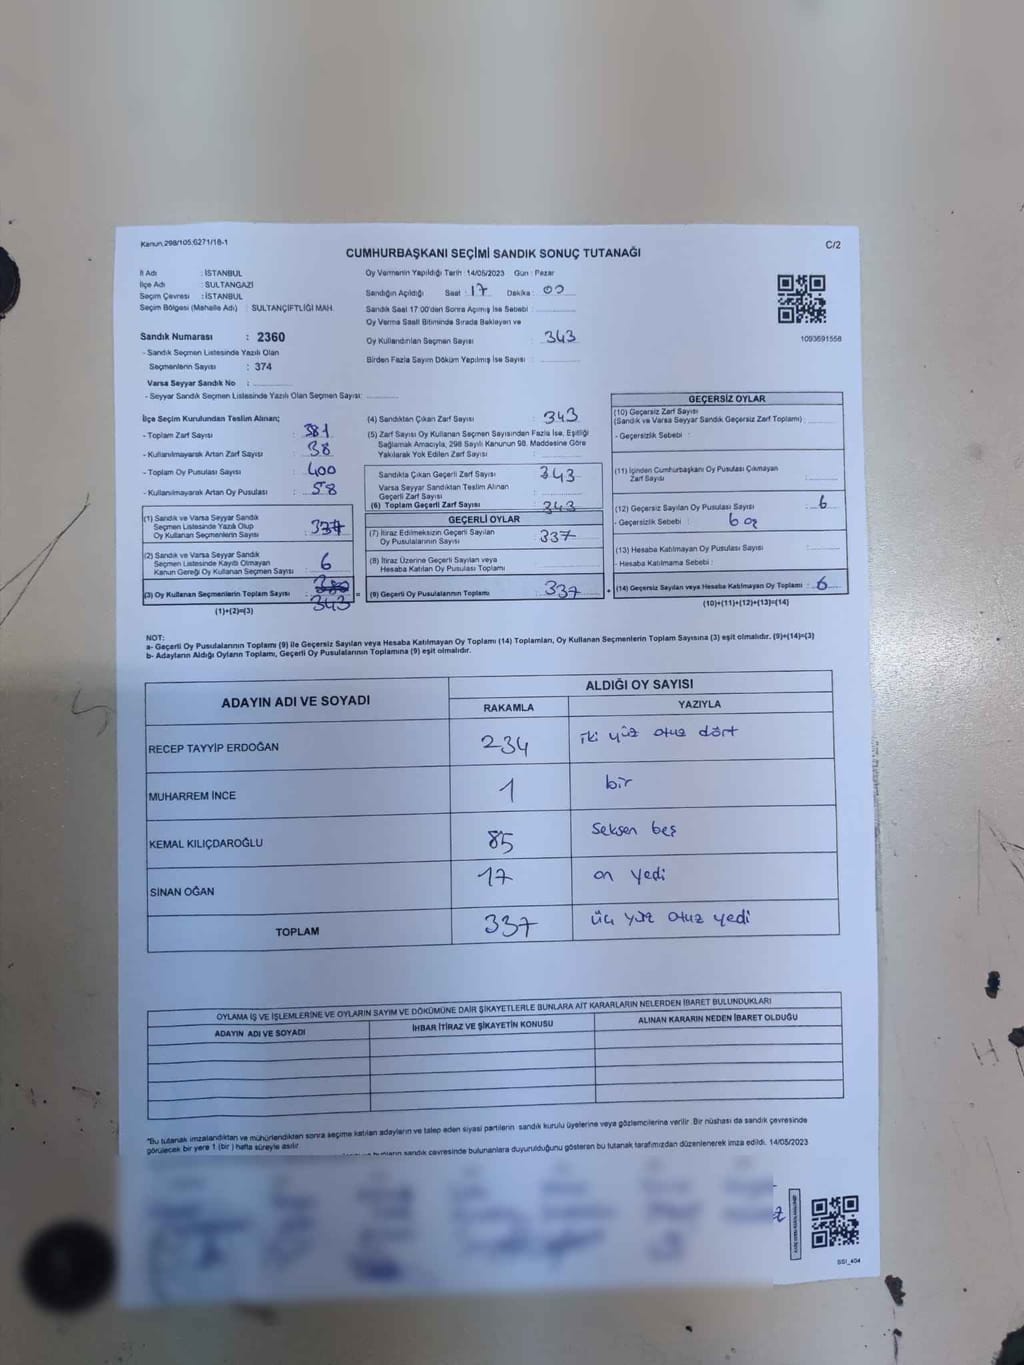 Kanun,298/105:6271/16-1
C/2
CUMHURBAŞKANI SEÇİMİ SANDIK SONUÇ TUTANAĞI
İl Adı : İSTANBUL
İlçe Adı : SULTANGAZİ
Seçim Çevresi : İSTANBUL
Seçim Bölgesi (Mahalle Adı) : SULTANÇİFTLİĞİ MAH.
Oy Vermenin Yapıldığı Tarih :14/05/2023 Gün : Pazar
Sandığın Açıldığı Saat : 17 Dakika : 00
Sandık Saat 17 00'den Sonra Açımış İse Sebebi :
Oy Verme Saati Bitiminde Sırada Bekleyen ve
Oy Kullandırılan Seçmen Sayısı : 343
Birden Fazla Sayım Döküm Yapılmış İse Sayısı :
1093691556
Sandık Numarası : 2360
- Sandık Seçmen Listesinde Yazılı Olan
Seçmenlerin Sayısı : 374
Varsa Seyyar Sandık No :
- Seyyar Sandık Seçmen Listesinde Yazılı Olan Seçmen Sayısı:
İlçe Seçim Kurulundan Teslim Alınan;
- Toplam Zarf Sayısı : 381
- Kullanılmayarak Artan Zarf Sayısı : 38
- Toplam Oy Pusulası Sayısı : 400
- Kullanılmayarak Artan Oy Pusulası : 58
(1) Sandık ve Varsa Seyyar Sandık
Seçmen Listesinde Yazılı Olup
Oy Kullanan Seçmenlerin Sayısı : 337
(2) Sandık ve Varsa Seyyar Sandık
Seçmen Listesinde Kayıtlı Olmayan
Kanun Gereği Oy Kullanan Seçmen Sayısı : 6
(3) Oy Kullanan Seçmenlerin Toplam Sayısı : 343
(1)+(2)=(3)
(4) Sandıktan Çıkan Zarf Sayısı : 343
(5) Zarf Sayısı Oy Kullanan Seçmen Sayısından Fazla İse, Eşitliği
Sağlamak Amacıyla, 298 Sayılı Kanunun 98. Maddesine Göre
Yakılarak Yok Edilen Zarf Sayısı :
Sandıkta Çıkan Geçerli Zarf Sayısı : 343
Varsa Seyyar Sandıktan Teslim Alınan
Geçerli Zarf Sayısı :
(6) Toplam Geçerli Zarf Sayısı : 343
GEÇERLİ OYLAR
(7) İtiraz Edilmeksizin Geçerli Sayılan
Oy Pusulalarının Sayısı : 337
(8) İtiraz Üzerine Geçerli Sayılan veya
Hesaba Katılan Oy Pusulası Toplamı :
(9) Geçerli Oy Pusulalarının Toplamı : 337
GEÇERSİZ OYLAR
(10) Geçersiz Zarf Sayısı
(Sandık ve Varsa Seyyar Sandık Geçersiz Zarf Toplamı) :
- Geçersizlik Sebebi :
(11) İçinden Cumhurbaşkanı Oy Pusulası Çıkmayan
Zarf Sayısı :
(12) Geçersiz Sayılan Oy Pusulası Sayısı : 6
- Geçersizlik Sebebi :
(13) Hesaba Katılmayan Oy Pusulası Sayısı :
- Hesaba Katılmama Sebebi :
(14) Geçersiz Sayılan veya Hesaba Katılmayan Oy Toplamı : 6
(10)+(11)+(12)+(13)=(14)
NOT:
a- Geçerli Oy Pusulalarının Toplamı (9) ile Geçersiz Sayılan veya Hesaba Katılmayan Oy Toplamı (14) Toplamları, Oy Kullanan Seçmenlerin Toplam Sayısına (3) eşit olmalıdır. (9)+(14)=(3)
b- Adayların Aldığı Oyların Toplamı, Geçerli Oy Pusulalarının Toplamına (9) eşit olmalıdır.
ADAYIN ADI VE SOYADI
ALDIĞI OY SAYISI
RAKAMLA YAZIYLA
RECEP TAYYİP ERDOĞAN 234 iki yüz otuz dört
MUHARREM İNCE 1 bir
KEMAL KILIÇDAROĞLU 85 Seksen beş
SİNAN OĞAN 17 on yedi
TOPLAM 337 üç yüz otuz yedi
OYLAMA İŞ VE İŞLEMLERİNE VE OYLARIN SAYIM VE DÖKÜMÜNE DAİR ŞİKAYETLERLE BUNLARA AİT KARARLARIN NELERDEN İBARET BULUNDUKLARI
ADAYIN ADI VE SOYADI
İHBAR İTİRAZ VE ŞİKAYETİN KONUSU
ALINAN KARARIN NEDEN İBARET OLDUĞU
"Bu tutanak imzalandıktan ve mühürlendikten sonra seçime katılan adayların ve talep eden siyasi partilerin sandık kurulu üyelerine veya gözlemcilerine verilir. Bir nüshası da sandık çevresinde
görülecek bir yere 1 (bir) hafta süreyle asılır.
sandık çevresinde bulunanlara duyurulduğunu gösteren bu tutanak tarafımızdan düzenlenerek imza edildi. 14/05/2023
SSI_404